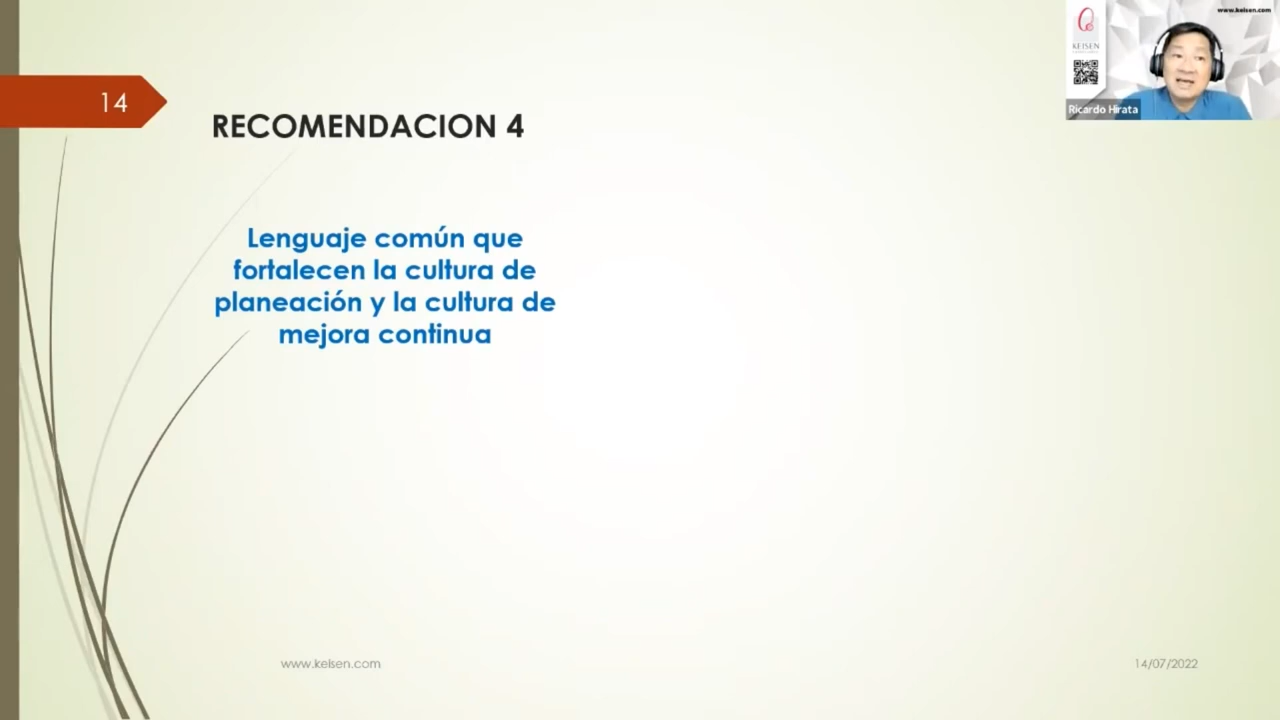 14
RECOMENDACION 4
Lenguaje común que
fortalecen la cultura de
planeación y la cultura de
mejora continua
www.keisen.com
14/07/2022
www.keisen.com
KEISEN
Ricardo Hirata